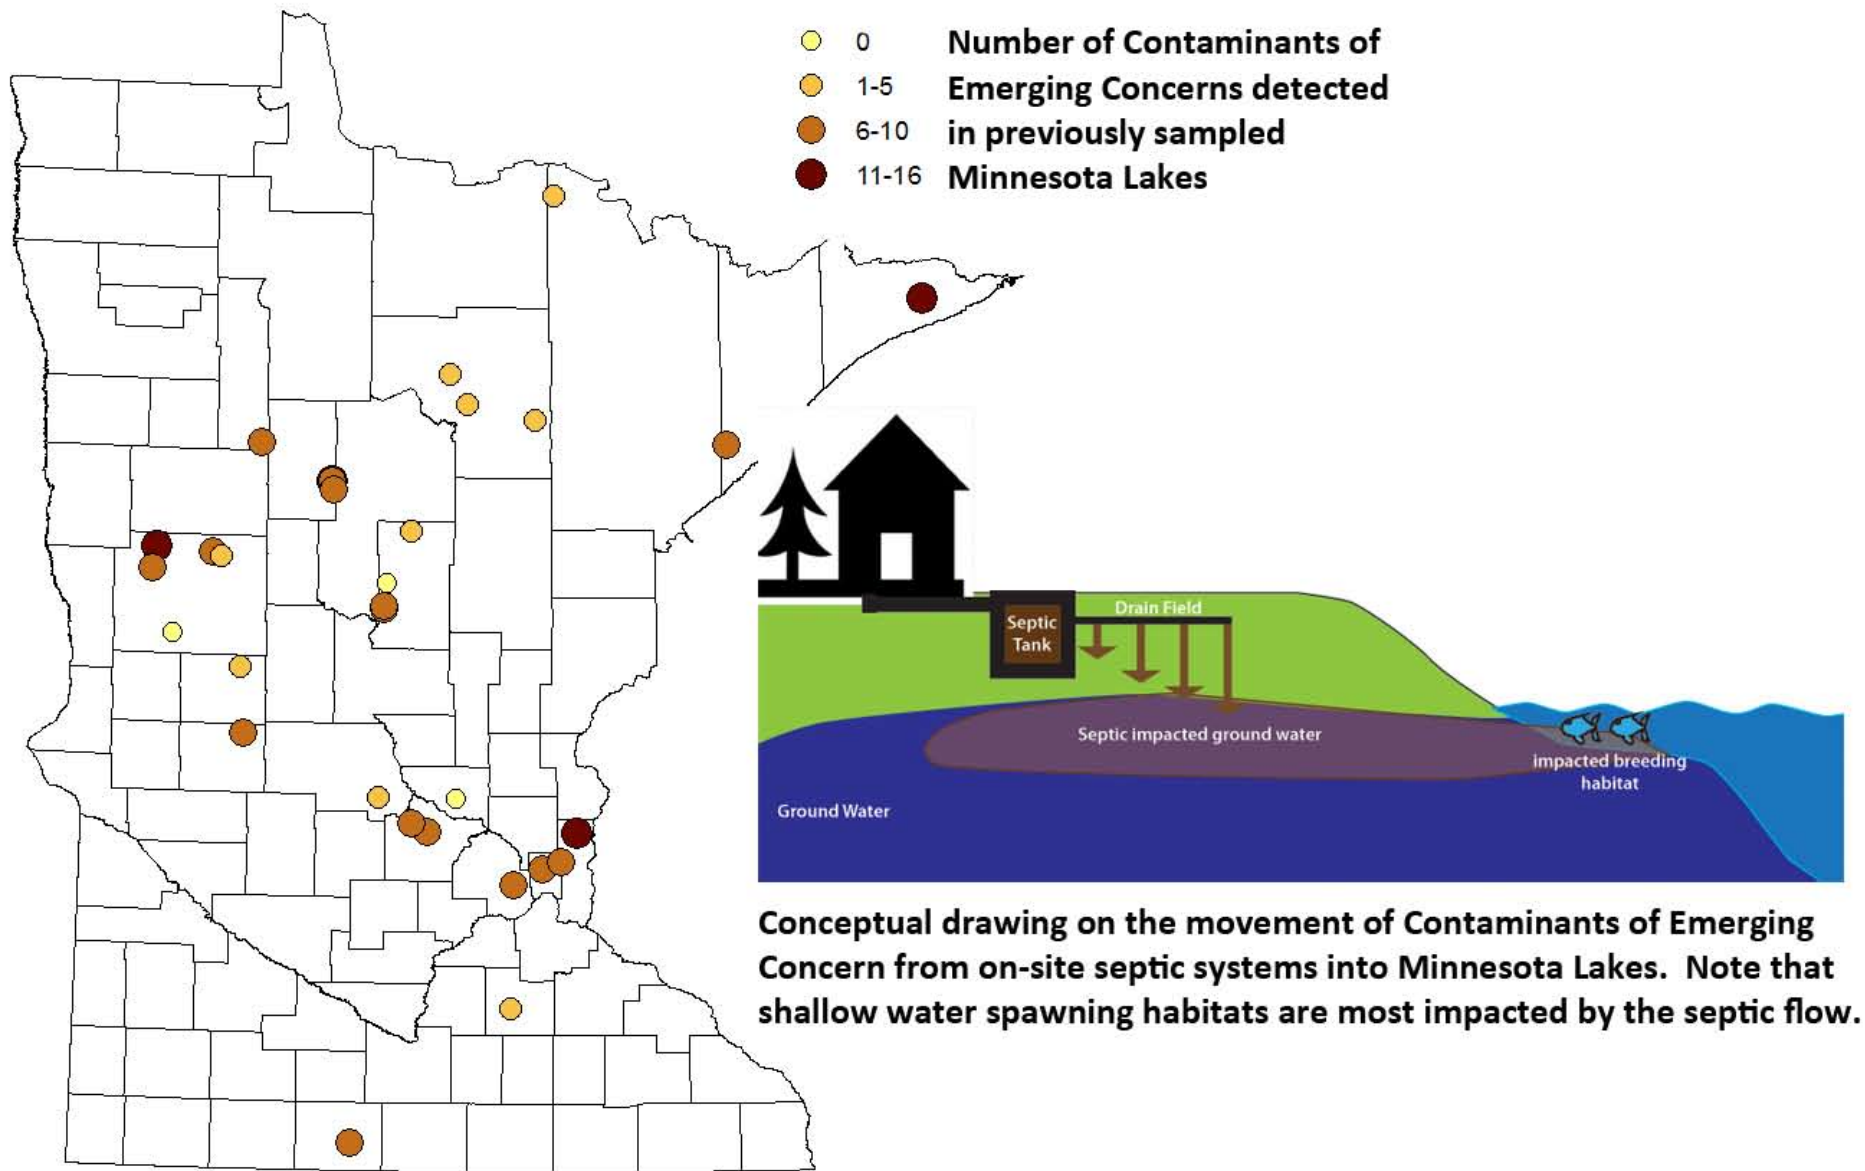 0
1-5
6-10
11-16
Number of Contaminants of
Emerging Concerns detected
in previously sampled
Minnesota Lakes
Drain Field
Septic
Tank
Septic impacted ground water
impacted breeding
habitat
Ground Water
Conceptual drawing on the movement of Contaminants of Emerging
Concern from on-site septic systems into Minnesota Lakes.  Note that
shallow water spawning habitats are most impacted by the septic flow.